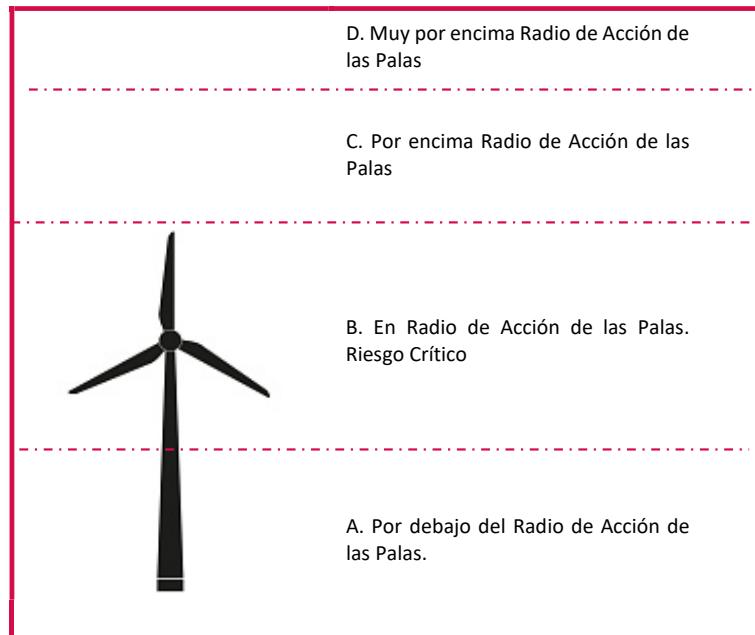 D. Muy por encima Radio de Acción de
las Palas
C. Por encima Radio de Acción de las
Palas
B. En Radio de Acción de las Palas.
Riesgo Crítico
A. Por debajo del Radio de Acción de
las Palas.